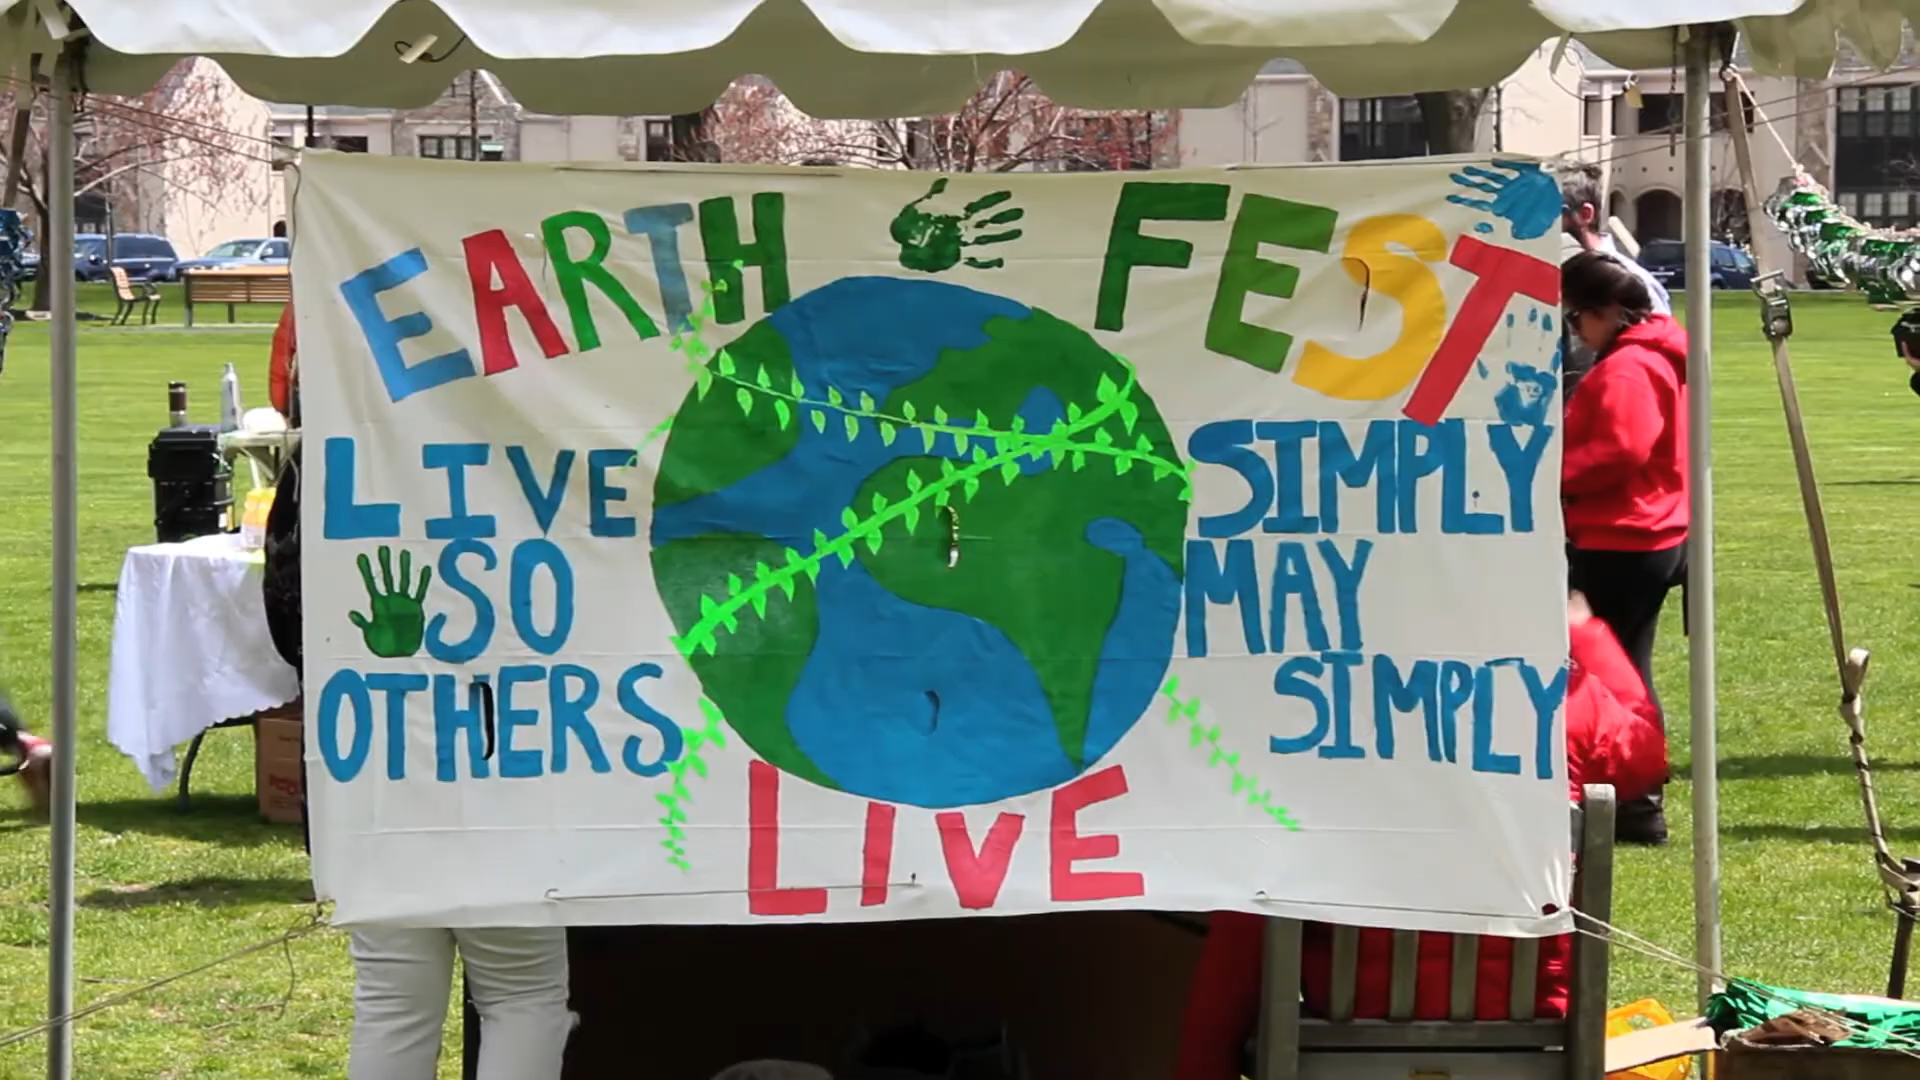 EARTH FEST
LIVE SIMPLY
SO MAY
OTHERS SIMPLY
LIVE